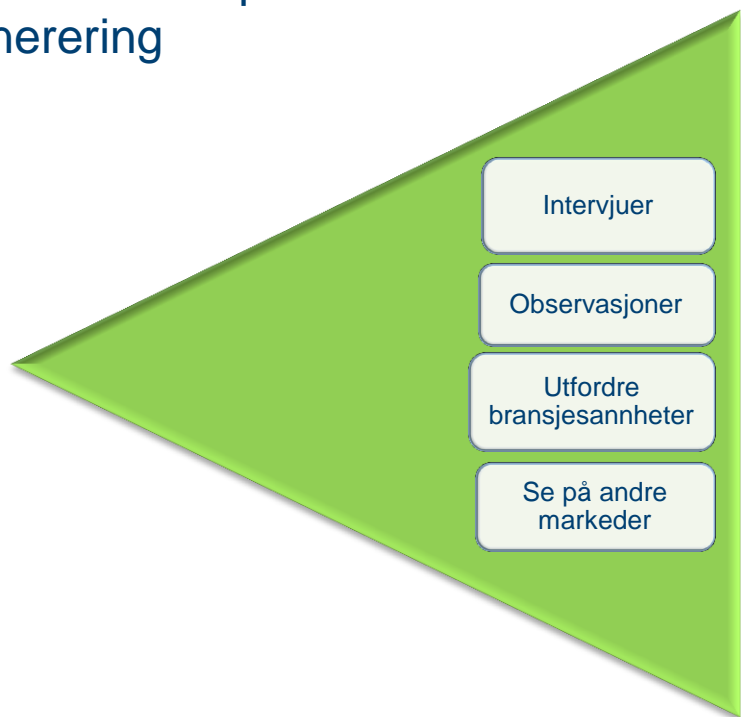 nerering
Intervjuer
Observasjoner
Utfordre
bransjesannheter
Se på andre
markeder